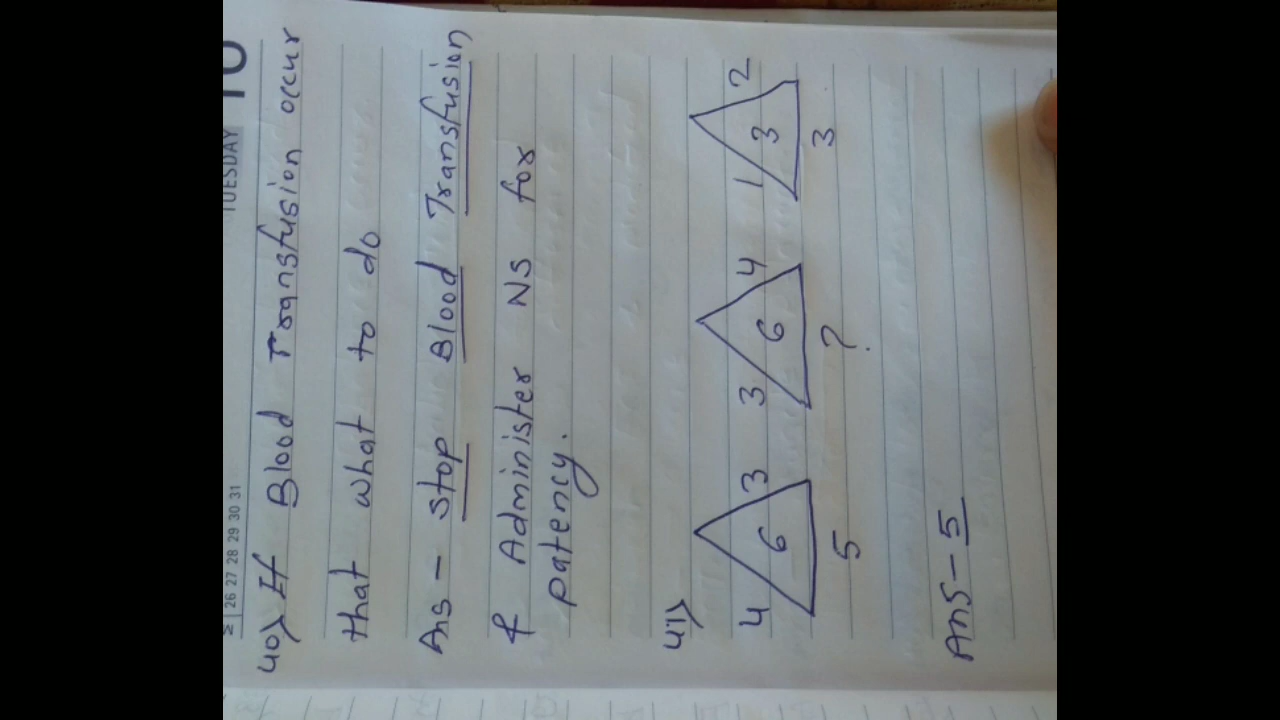 TUESDAY
26 27 28 29 30 31
40) If Blood Transfusion occur
that what to do
Ans - stop Blood Transfusion
& Administer NS for
patency.
41)
4 3 3 4 1 2
6 6 3
5 ? 3
Ans - 5